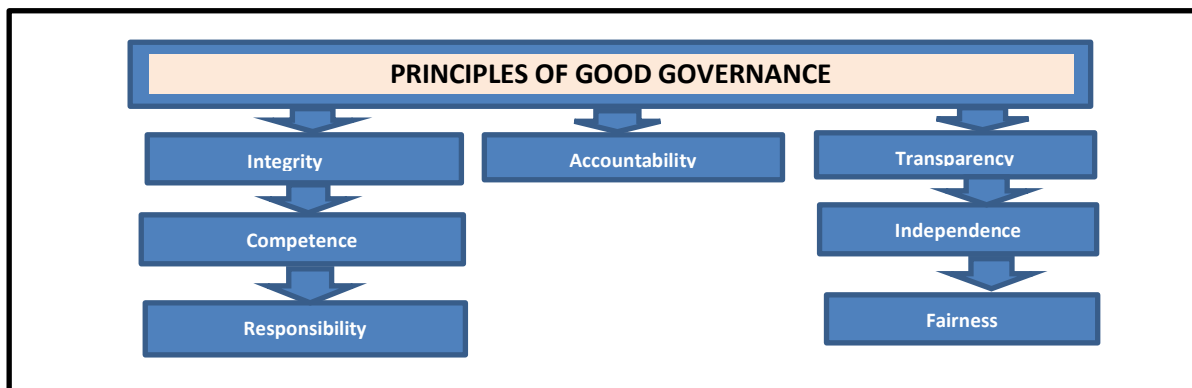 PRINCIPLES OF GOOD GOVERNANCE
Integrity
Accountability
Transparency
Competence
Independence
Responsibility
Fairness